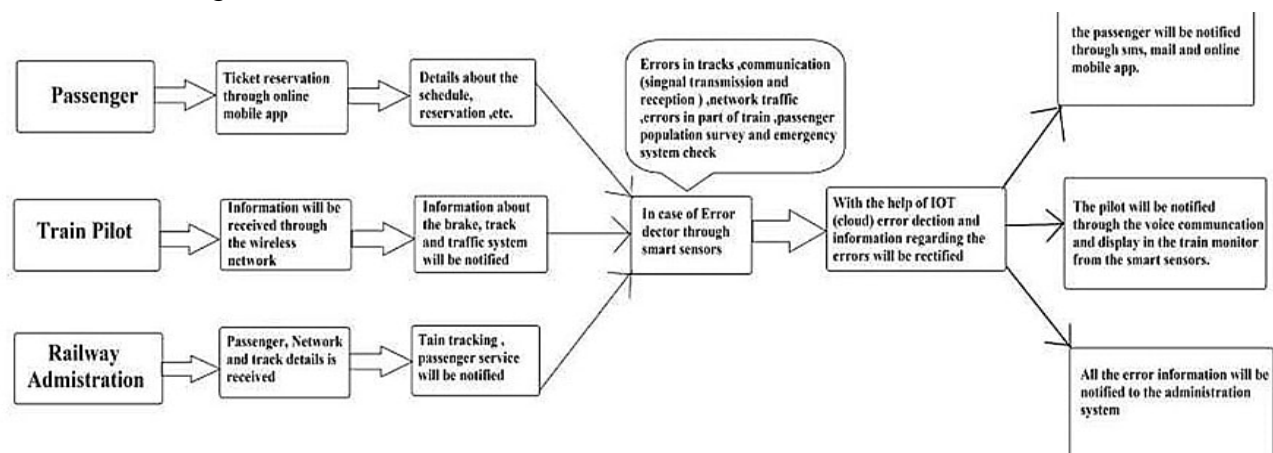 Passenger
Ticket reservation
through online
mobile app
Details about the
schedule,
reservation ,etc.
Errors in tracks ,communication
(singnal transmission and
reception ) ,network traffic
,errors in part of train ,passenger
population survey and emergency
system check
the passenger will be notified
through sms, mail and online
mobile app.
Train Pilot
Information will be
received through
the wireless
network
Information about
the brake, track
and traffic system
will be notified
In case of Error
dector through
smart sensors
With the help of IOT
(cloud) error dection and
information regarding the
errors will be rectified
The pilot will be notified
through the voice communcation
and display in the train monitor
from the smart sensors.
Railway
Admistration
Passenger, Network
and track details is
received
Tain tracking ,
passenger service
will be notified
All the error information will be
notified to the administration
system